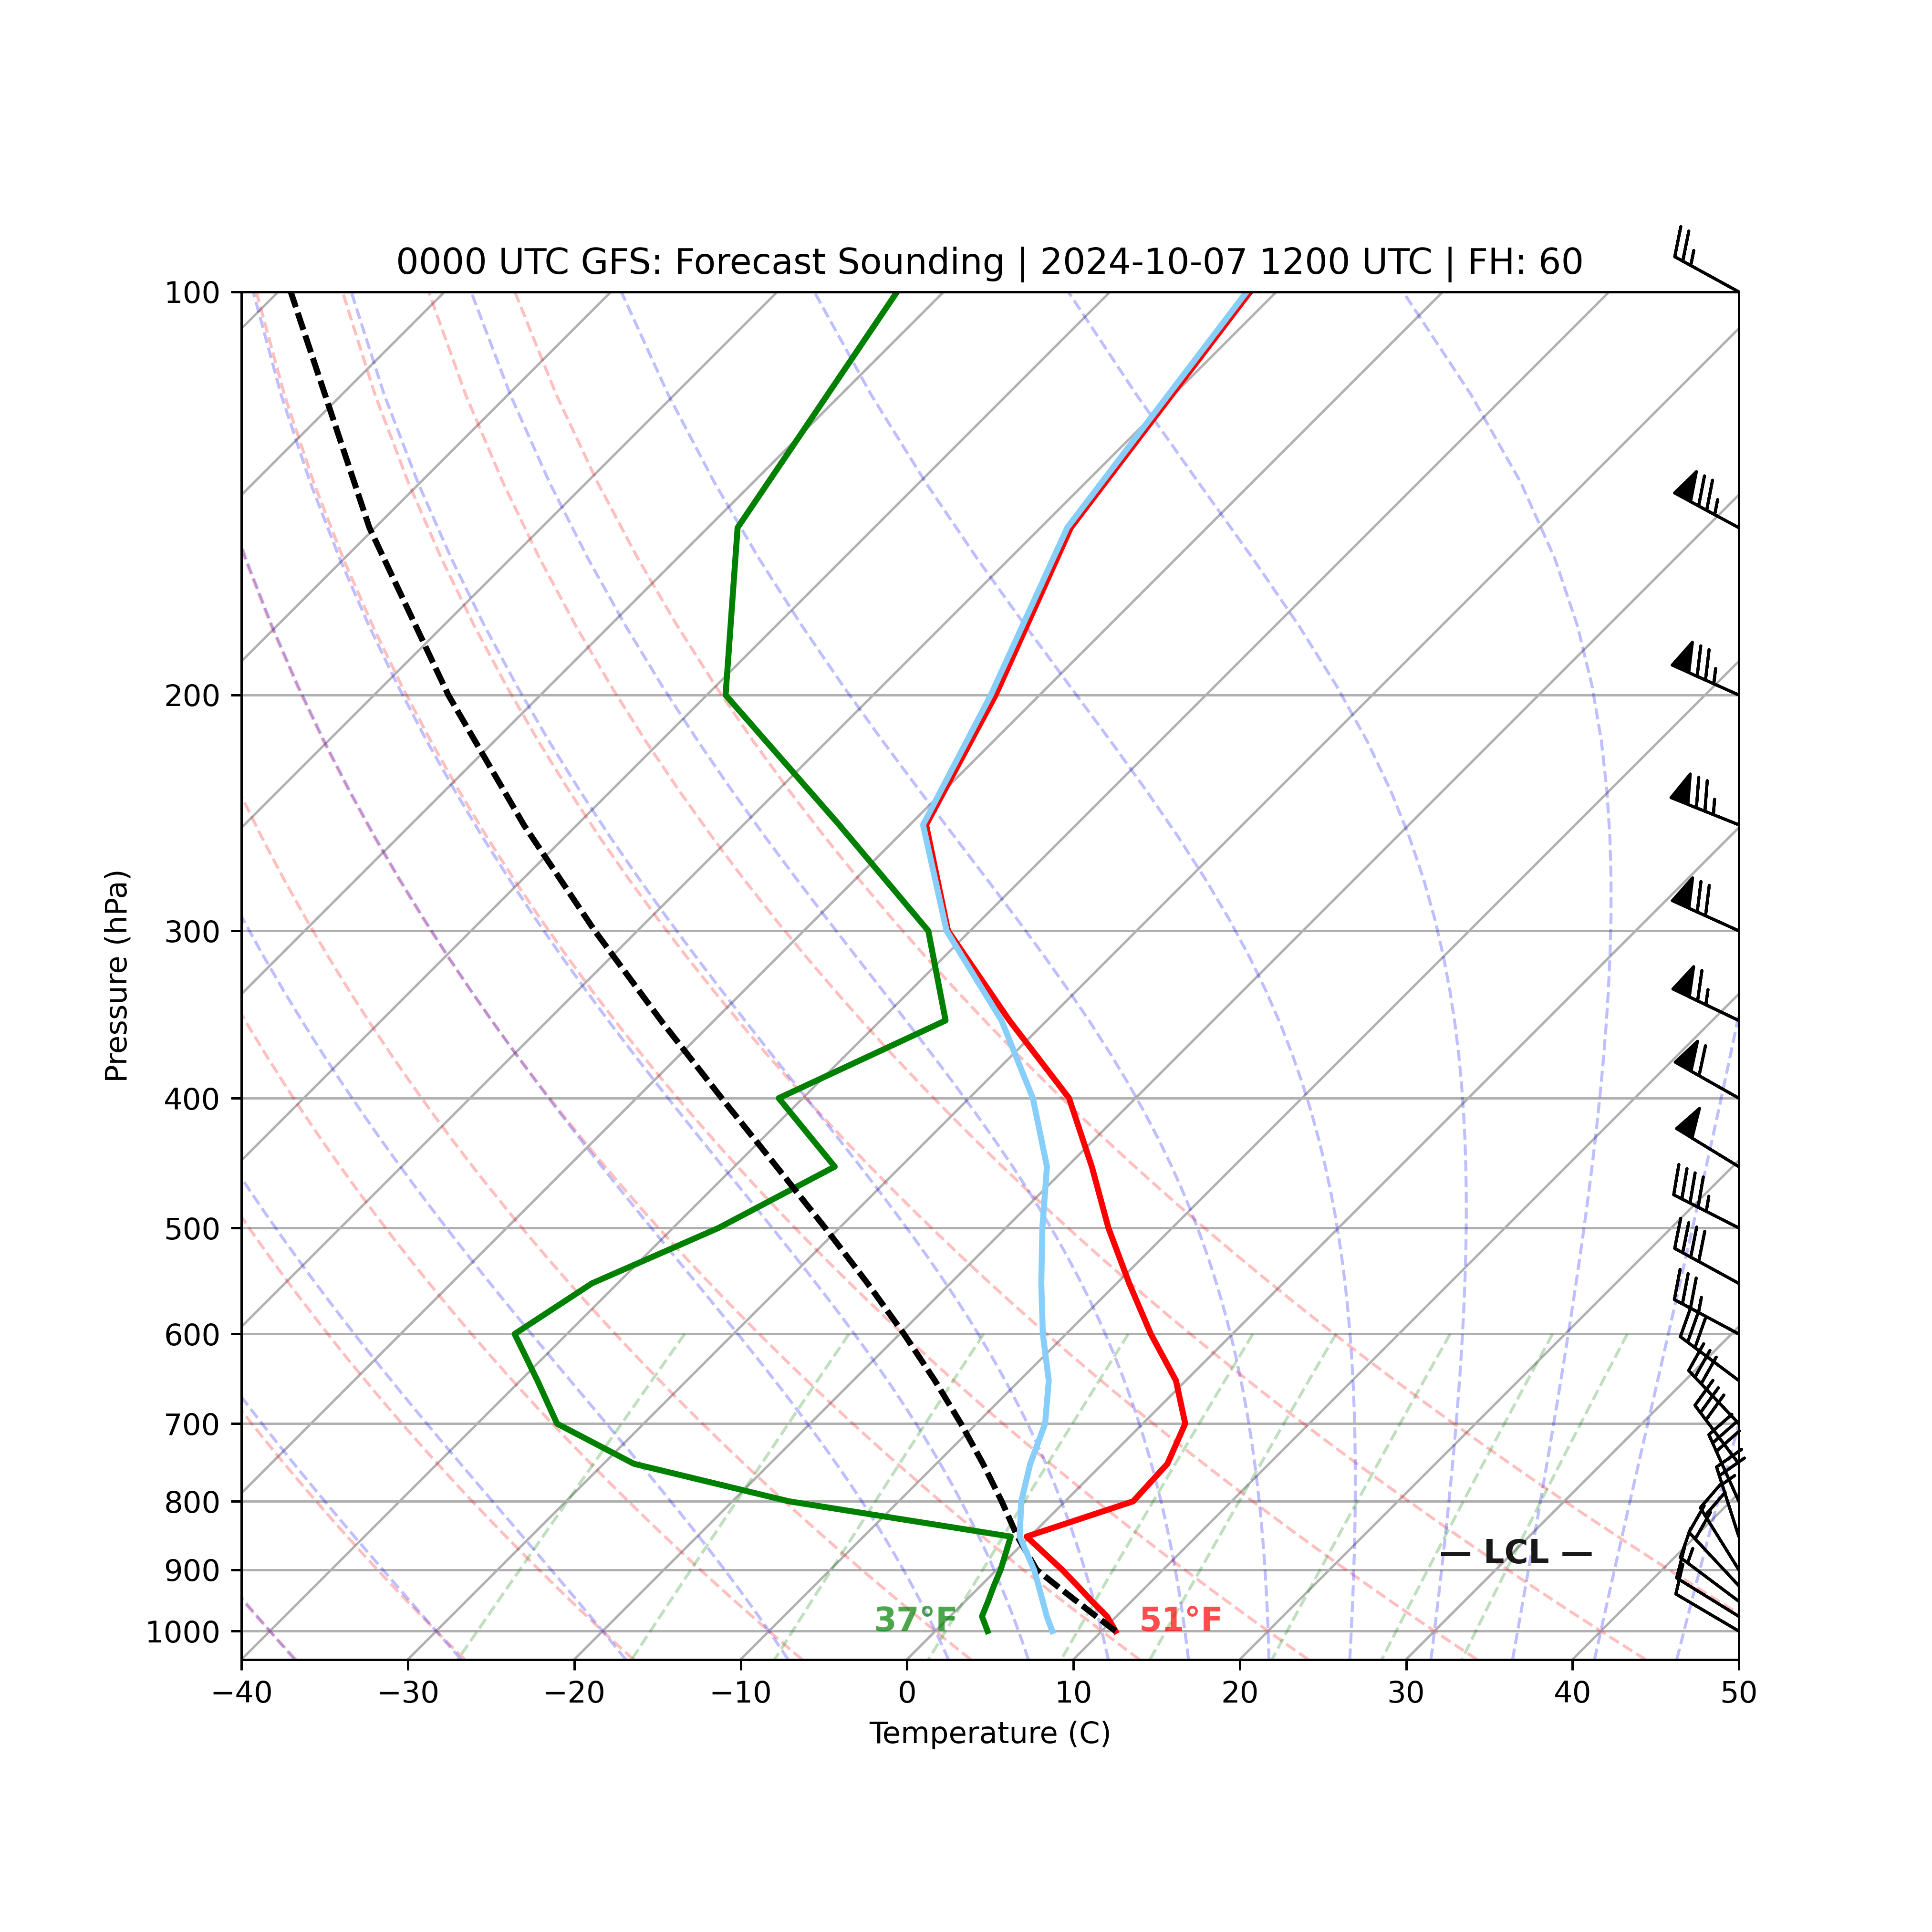 0000 UTC GFS: Forecast Sounding | 2024-10-07 1200 UTC | FH: 60
100
200
300
400
500
600
700
800
900
1000
Pressure (hPa)
— LCL —
37°F
51°F
−40 −30 −20 −10 0 10 20 30 40 50
Temperature (C)